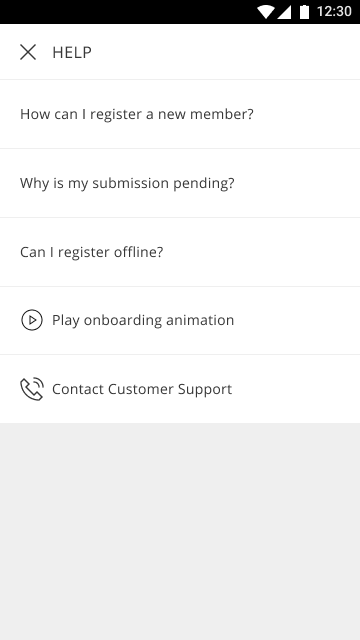 12:30
HELP
How can I register a new member?
Why is my submission pending?
Can I register offline?
Play onboarding animation
Contact Customer Support